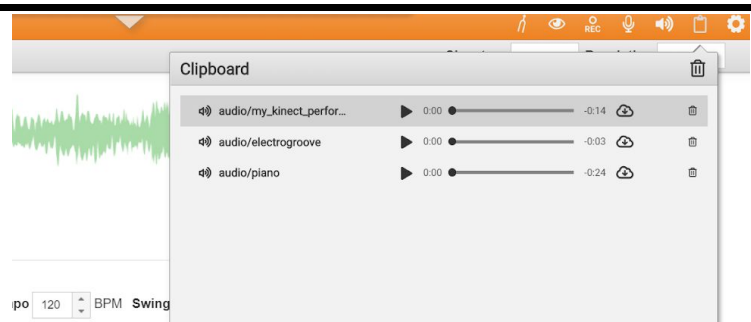 REC
Clipboard
audio/my_kinect_perfor... 0:00 -0:14
audio/electrogroove 0:00 -0:03
audio/piano 0:00 -0:24
120 BPM Swing